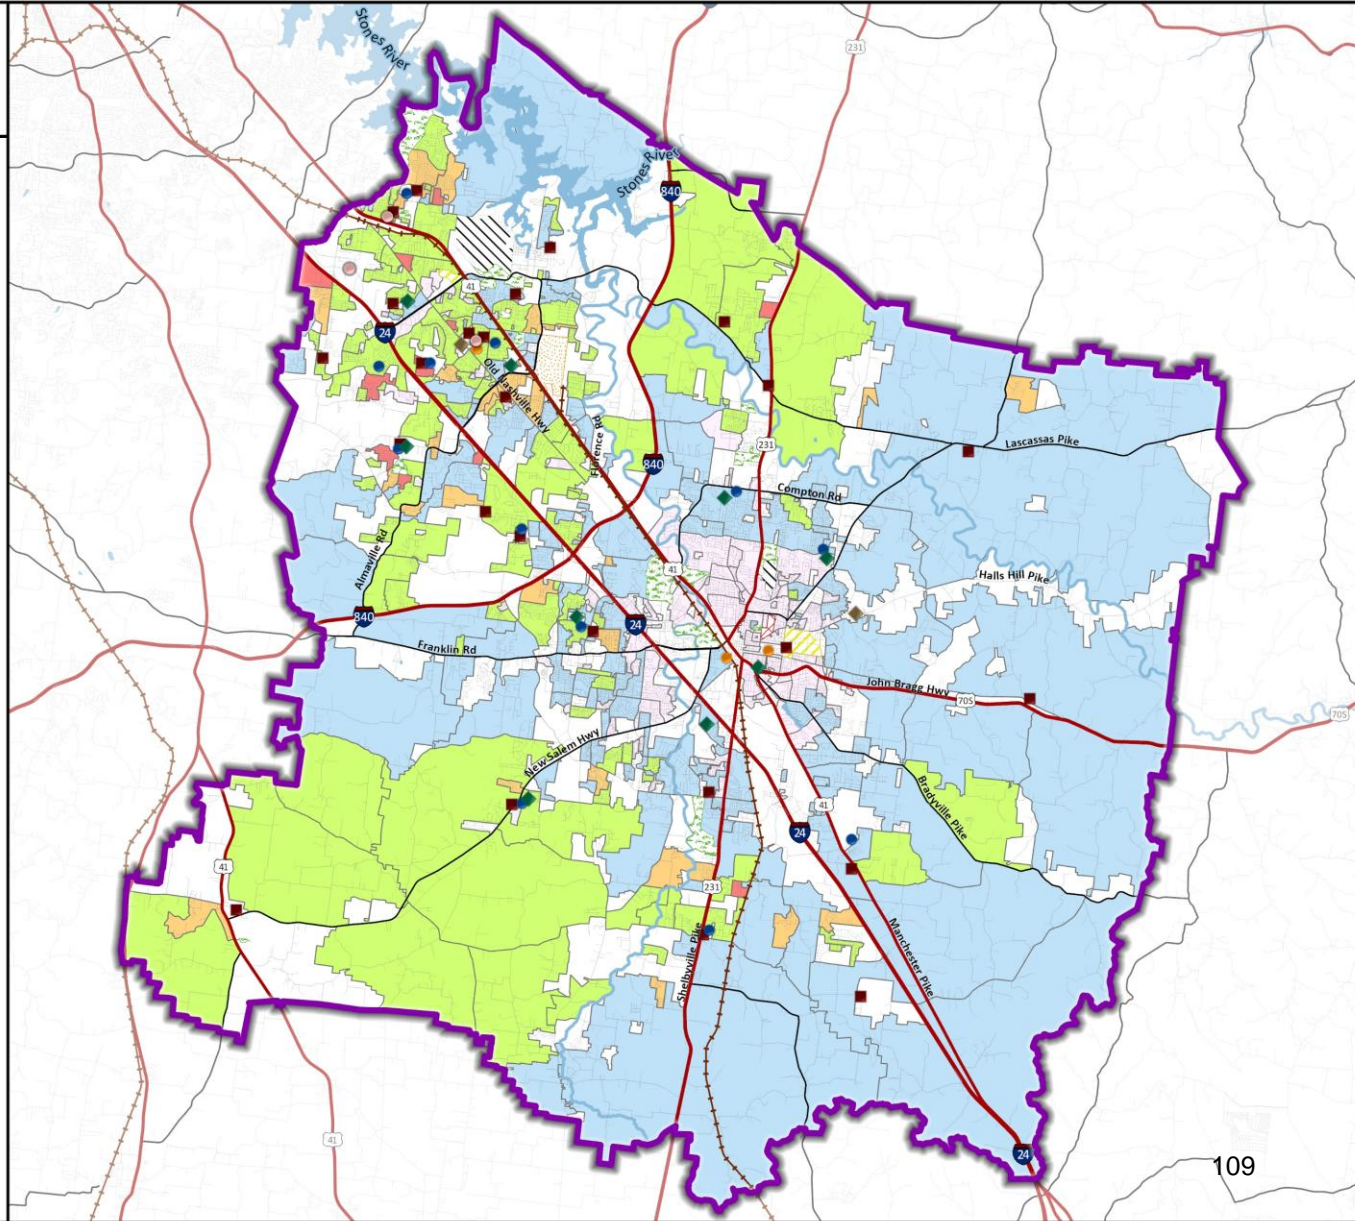 Stones River
231
Stones River
840
41
24
Old Nashville Hwy
Florence Rd
231
Lascassas Pike
840
Compton Rd
Almaville Rd
41
Halls Hill Pike
840
24
Franklin Rd
John Bragg Hwy
70S
70S
New Salem Hwy
Bradyville Pike
41
24
41
231
Shelbyville Pike
Manchester Pike
41
24
109